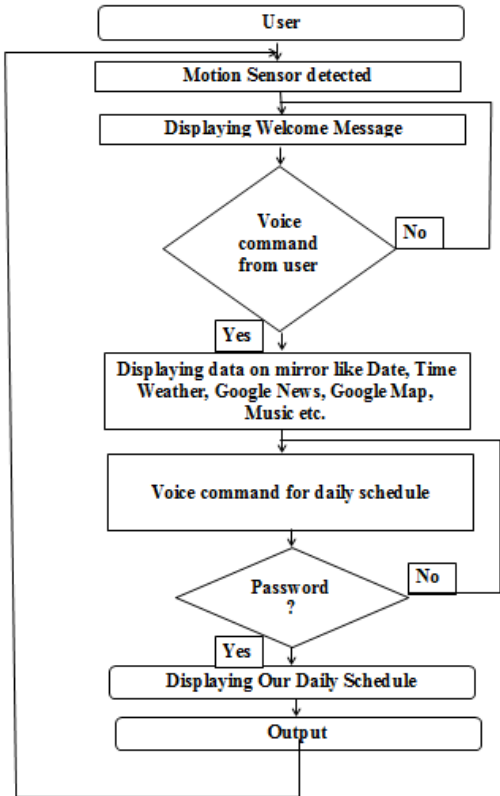 User
Motion Sensor detected
Displaying Welcome Message
Voice
command
from user
No
Yes
Displaying data on mirror like Date, Time
Weather, Google News, Google Map,
Music etc.
Voice command for daily schedule
Password
?
No
Yes
Displaying Our Daily Schedule
Output